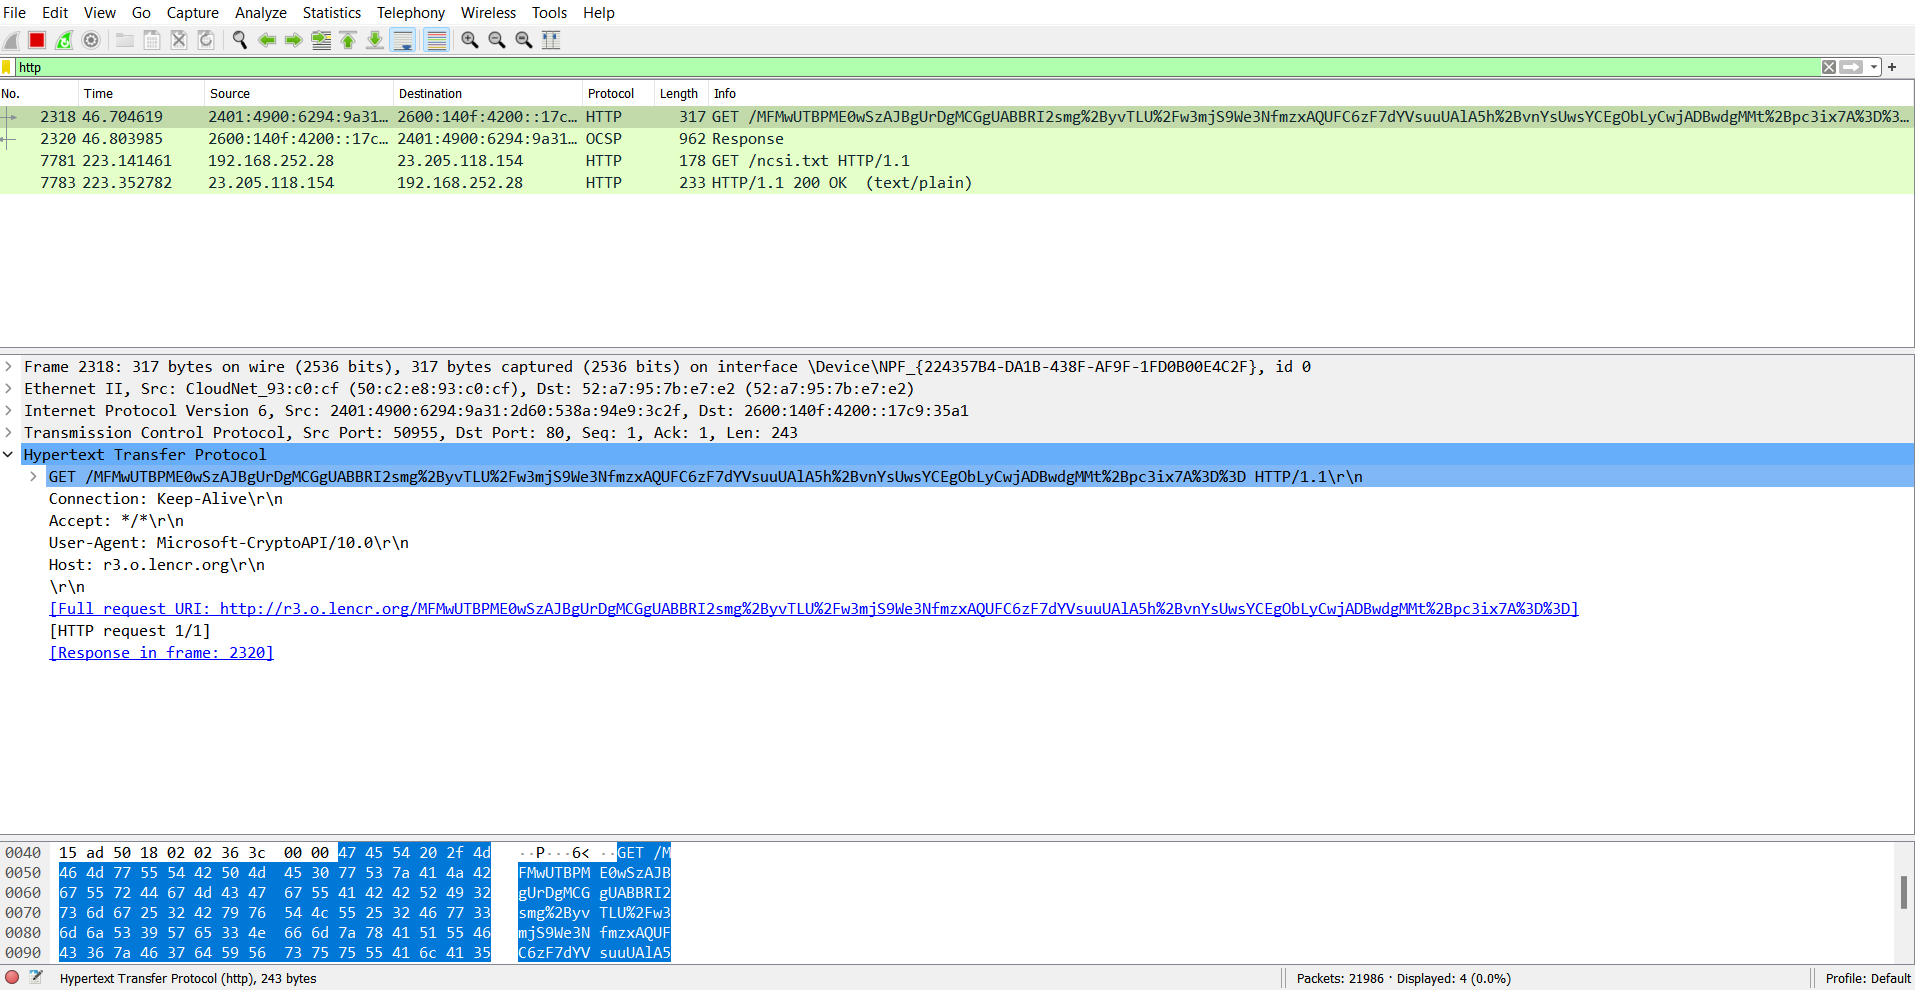 File Edit View Go Capture Analyze Statistics Telephony Wireless Tools Help
http
No. Time Source Destination Protocol Length Info
2318 46.704619 2401:4900:6294:9a31… 2600:140f:4200::17c… HTTP 317 GET /MFMwUTBPME0wSzAJBgUrDgMCGgUABBRI2smg%2ByvTLU%2Fw3mjS9We3NfmzxAQUFC6zF7dYVsuuUAlA5h%2BvnYsUwsYCEgObLyCwjADBwdgMMt%2Bpc3ix7A%3D%3…
2320 46.803985 2600:140f:4200::17c… 2401:4900:6294:9a31… OCSP 962 Response
7781 223.141461 192.168.252.28 23.205.118.154 HTTP 178 GET /ncsi.txt HTTP/1.1
7783 223.352782 23.205.118.154 192.168.252.28 HTTP 233 HTTP/1.1 200 OK (text/plain)
Frame 2318: 317 bytes on wire (2536 bits), 317 bytes captured (2536 bits) on interface \Device\NPF_{224357B4-DA1B-438F-AF9F-1FD0B00E4C2F}, id 0
Ethernet II, Src: CloudNet_93:c0:cf (50:c2:e8:93:c0:cf), Dst: 52:a7:95:7b:e7:e2 (52:a7:95:7b:e7:e2)
Internet Protocol Version 6, Src: 2401:4900:6294:9a31:2d60:538a:94e9:3c2f, Dst: 2600:140f:4200::17c9:35a1
Transmission Control Protocol, Src Port: 50955, Dst Port: 80, Seq: 1, Ack: 1, Len: 243
Hypertext Transfer Protocol
GET /MFMwUTBPME0wSzAJBgUrDgMCGgUABBRI2smg%2ByvTLU%2Fw3mjS9We3NfmzxAQUFC6zF7dYVsuuUAlA5h%2BvnYsUwsYCEgObLyCwjADBwdgMMt%2Bpc3ix7A%3D%3D HTTP/1.1\r\n
Connection: Keep-Alive\r\n
Accept: */*\r\n
User-Agent: Microsoft-CryptoAPI/10.0\r\n
Host: r3.o.lencr.org\r\n
\r\n
[Full request URI: http://r3.o.lencr.org/MFMwUTBPME0wSzAJBgUrDgMCGgUABBRI2smg%2ByvTLU%2Fw3mjS9We3NfmzxAQUFC6zF7dYVsuuUAlA5h%2BvnYsUwsYCEgObLyCwjADBwdgMMt%2Bpc3ix7A%3D%3D]
[HTTP request 1/1]
[Response in frame: 2320]
0040 15 ad 50 18 02 02 36 3c 00 00 47 45 54 20 2f 4d ··P···6< ··GET /M
0050 46 4d 77 55 54 42 50 4d 45 30 77 53 7a 41 4a 42 FMwUTBPM E0wSzAJB
0060 67 55 72 44 67 4d 43 47 67 55 41 42 42 52 49 32 gUrDgMCG gUABBRI2
0070 73 6d 67 25 32 42 79 76 54 4c 55 25 32 46 77 33 smg%2Byv TLU%2Fw3
0080 6d 6a 53 39 57 65 33 4e 66 6d 7a 78 41 51 55 46 mjS9We3N fmzxAQUF
0090 43 36 7a 46 37 64 59 56 73 75 75 55 41 6c 41 35 C6zF7dYV suuUAlA5
Hypertext Transfer Protocol (http), 243 bytes Packets: 21986 · Displayed: 4 (0.0%) Profile: Default